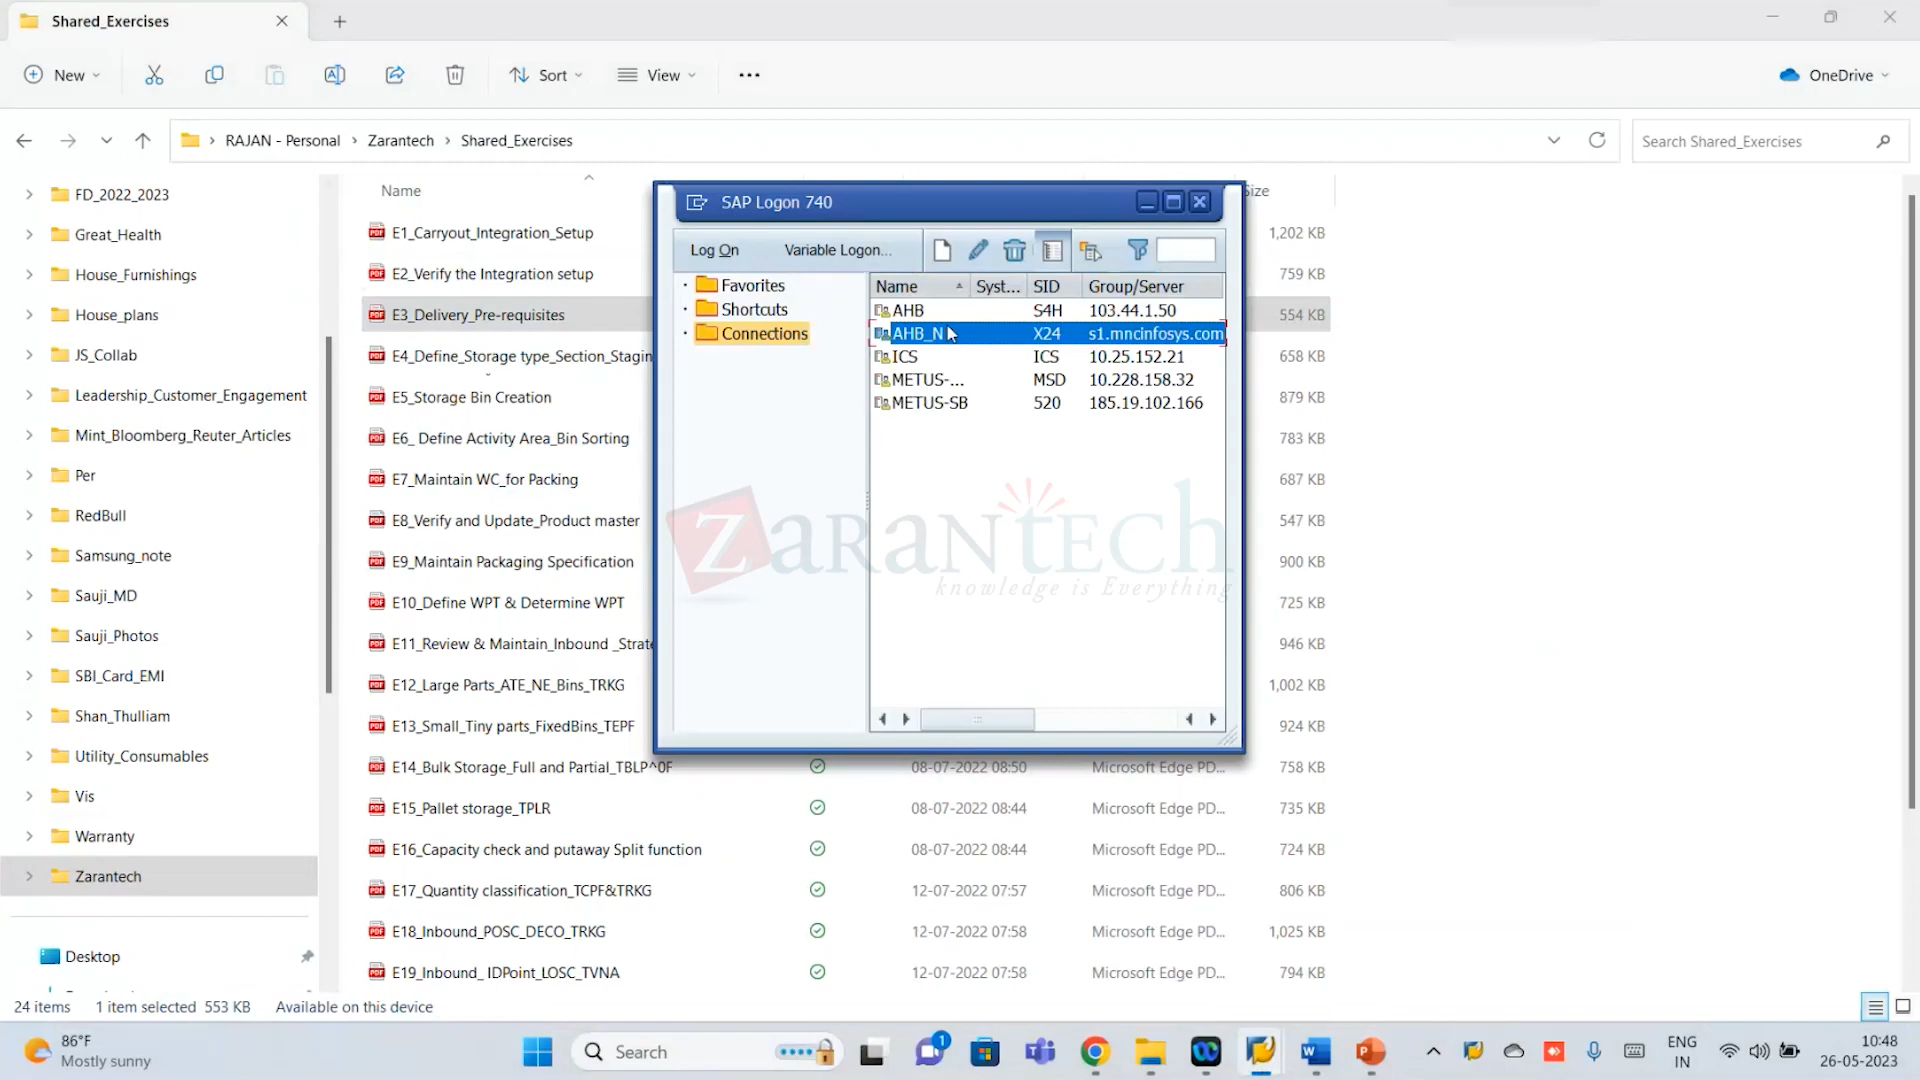 Shared_Exercises
New
Sort
View
OneDrive
RAJAN - Personal > Zarantech > Shared_Exercises
Search Shared_Exercises
FD_2022_2023
Great_Health
House_Furnishings
House_plans
JS_Collab
Leadership_Customer_Engagement
Mint_Bloomberg_Reuter_Articles
Per
RedBull
Samsung_note
Sauji_MD
Sauji_Photos
SBI_Card_EMI
Shan_Thulliam
Utility_Consumables
Vis
Warranty
Zarantech
Desktop
Name
E1_Carryout_Integration_Setup 1,202 KB
E2_Verify the Integration setup 759 KB
E3_Delivery_Pre-requisites 554 KB
E4_Define_Storage type_Section_Stagin 658 KB
E5_Storage Bin Creation 879 KB
E6_ Define Activity Area_Bin Sorting 783 KB
E7_Maintain WC_for Packing 687 KB
E8_Verify and Update_Product master 547 KB
E9_Maintain Packaging Specification 900 KB
E10_Define WPT & Determine WPT 725 KB
E11_Review & Maintain_Inbound _Strate 946 KB
E12_Large Parts_ATE_NE_Bins_TRKG 1,002 KB
E13_Small_Tiny parts_FixedBins_TEPF 924 KB
E14_Bulk Storage_Full and Partial_TBLP^0F 08-07-2022 08:50 Microsoft Edge PD... 758 KB
E15_Pallet storage_TPLR 08-07-2022 08:44 Microsoft Edge PD... 735 KB
E16_Capacity check and putaway Split function 08-07-2022 08:44 Microsoft Edge PD... 724 KB
E17_Quantity classification_TCPF&TRKG 12-07-2022 07:57 Microsoft Edge PD... 806 KB
E18_Inbound_POSC_DECO_TRKG 12-07-2022 07:58 Microsoft Edge PD... 1,025 KB
E19_Inbound_ IDPoint_LOSC_TVNA 12-07-2022 07:58 Microsoft Edge PD... 794 KB
SAP Logon 740
Log On Variable Logon...
Favorites
Shortcuts
Connections
Name Syst... SID Group/Server
AHB S4H 103.44.1.50
AHB_N X24 s1.mncinfosys.com
ICS ICS 10.25.152.21
METUS-... MSD 10.228.158.32
METUS-SB 520 185.19.102.166
zarantech
knowledge is Everything
24 items 1 item selected 553 KB Available on this device
86°F
Mostly sunny
Search
1
ENG
IN
10:48
26-05-2023